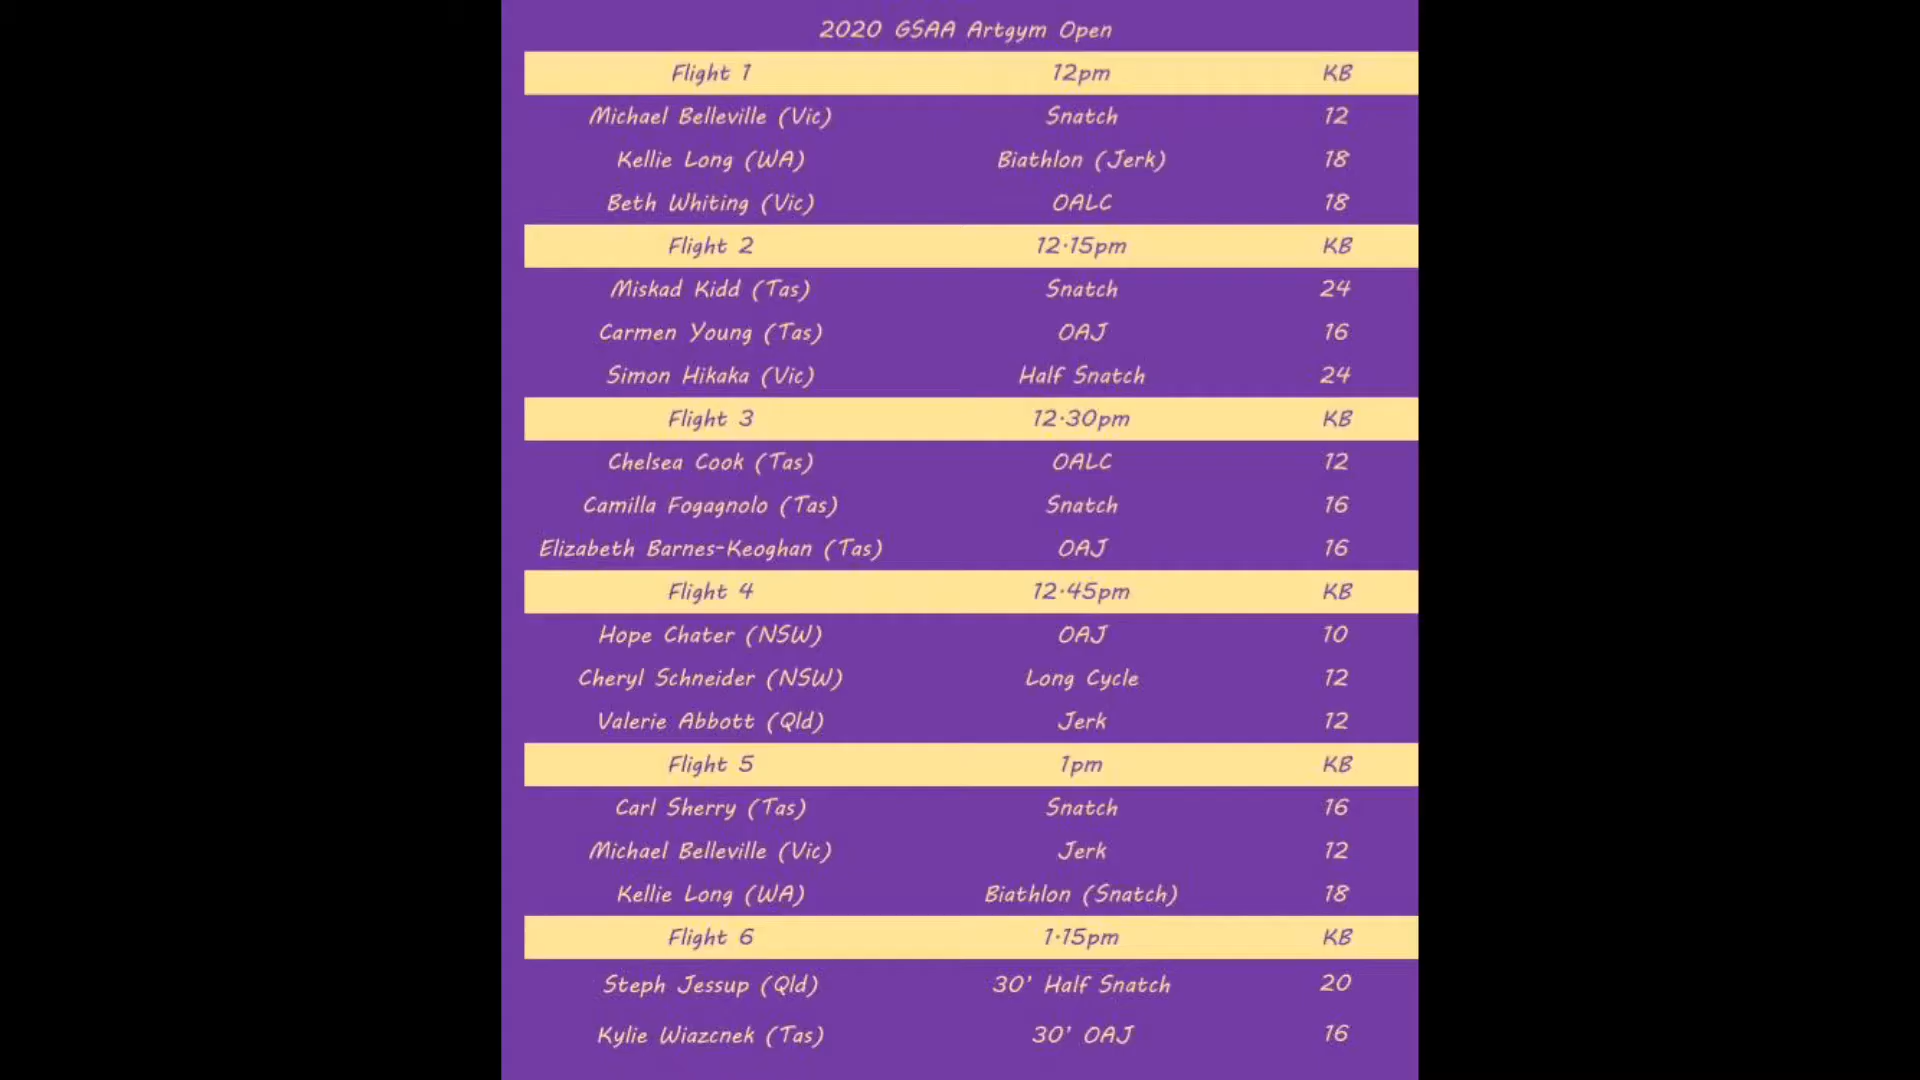 2020 GSAA Artgym Open
Flight 1 12pm KB
Michael Belleville (Vic) Snatch 12
Kellie Long (WA) Biathlon (Jerk) 18
Beth Whiting (Vic) OALC 18
Flight 2 12·15pm KB
Miskad Kidd (Tas) Snatch 24
Carmen Young (Tas) OAJ 16
Simon Hikaka (Vic) Half Snatch 24
Flight 3 12·30pm KB
Chelsea Cook (Tas) OALC 12
Camilla Fogagnolo (Tas) Snatch 16
Elizabeth Barnes-Keoghan (Tas) OAJ 16
Flight 4 12·45pm KB
Hope Chater (NSW) OAJ 10
Cheryl Schneider (NSW) Long Cycle 12
Valerie Abbott (Qld) Jerk 12
Flight 5 1pm KB
Carl Sherry (Tas) Snatch 16
Michael Belleville (Vic) Jerk 12
Kellie Long (WA) Biathlon (Snatch) 18
Flight 6 1·15pm KB
Steph Jessup (Qld) 30' Half Snatch 20
Kylie Wiazcnek (Tas) 30' OAJ 16